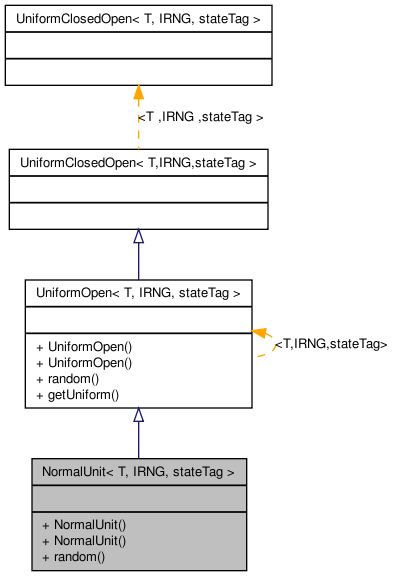 UniformClosedOpen< T, IRNG, stateTag >
<T ,IRNG ,stateTag >
UniformClosedOpen< T,IRNG,stateTag >
UniformOpen< T, IRNG, stateTag >
+ UniformOpen()
+ UniformOpen()
+ random()
+ getUniform()
<T,IRNG,stateTag>
NormalUnit< T, IRNG, stateTag >
+ NormalUnit()
+ NormalUnit()
+ random()